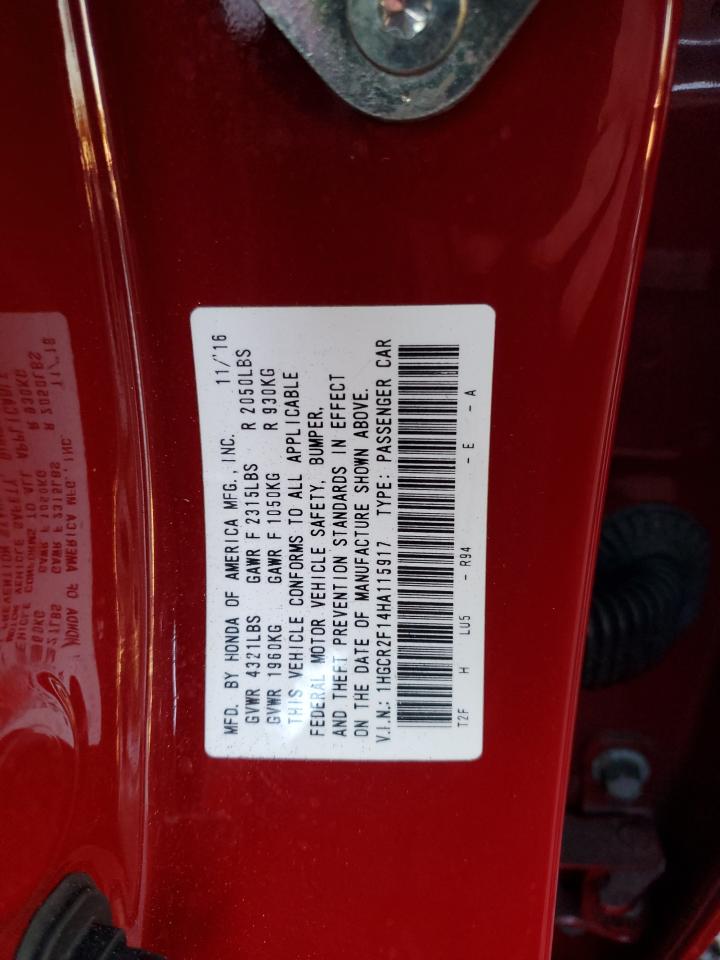 MFD. BY HONDA OF AMERICA MFG., INC. 11/'16
GVWR 4321LBS GAWR F 2315LBS R 2050LBS
GVWR 1960KG GAWR F 1050KG R 930KG
THIS VEHICLE CONFORMS TO ALL APPLICABLE
FEDERAL MOTOR VEHICLE SAFETY, BUMPER,
AND THEFT PREVENTION STANDARDS IN EFFECT
ON THE DATE OF MANUFACTURE SHOWN ABOVE.
V.I.N.: 1HGCR2F14HA115917 TYPE: PASSENGER CAR
T2F H LU5 - R94 - E - A